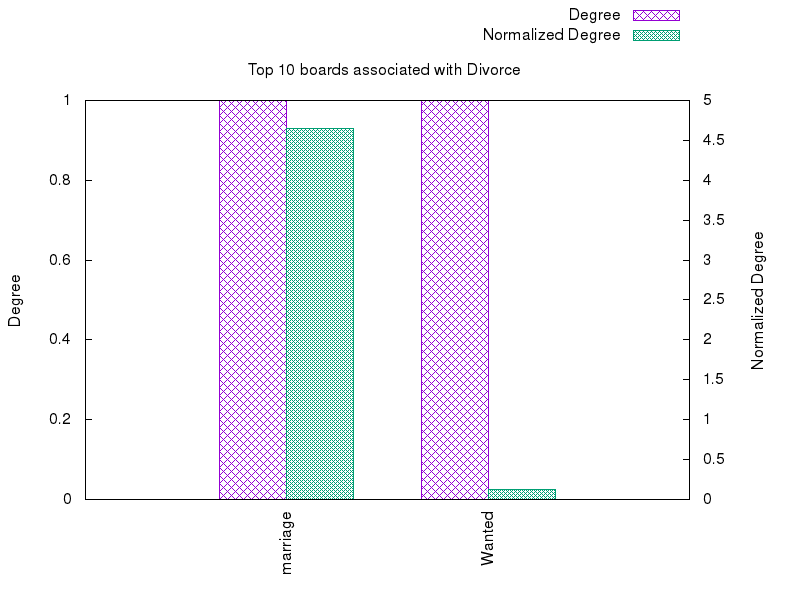 Degree
Normalized Degree
Top 10 boards associated with Divorce
1
0.8
0.6
0.4
0.2
0
5
4.5
4
3.5
3
2.5
2
1.5
1
0.5
0
Degree
Normalized Degree
marriage
Wanted